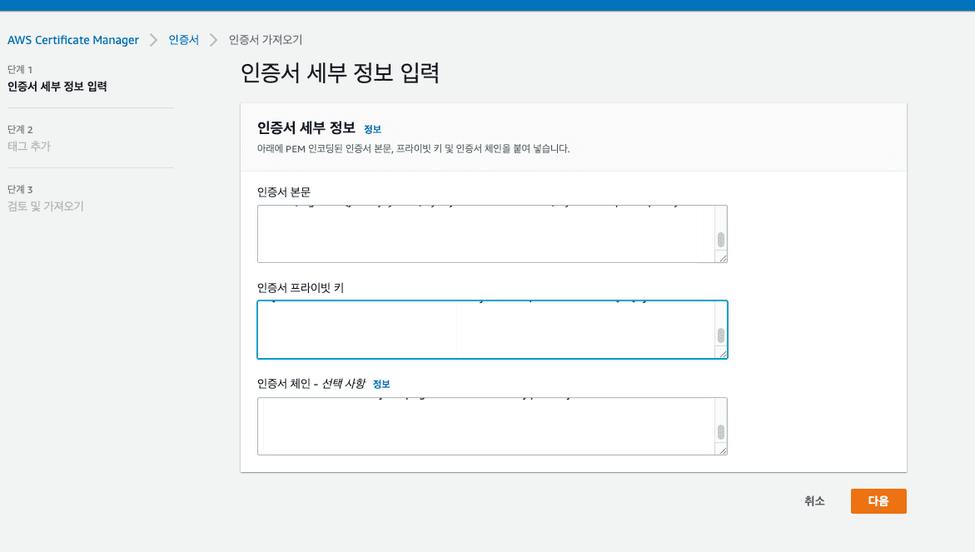 AWS Certificate Manager > 인증서 > 인증서 가져오기
단계 1
인증서 세부 정보 입력
단계 2
태그 추가
단계 3
검토 및 가져오기
인증서 세부 정보 입력
인증서 세부 정보 정보
아래에 PEM 인코딩된 인증서 본문, 프라이빗 키 및 인증서 체인을 붙여 넣습니다.
인증서 본문
인증서 프라이빗 키
인증서 체인 - 선택 사항 정보
취소
다음